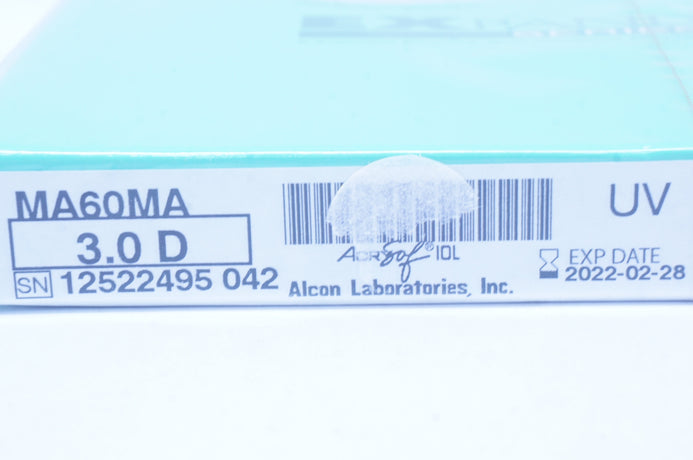 MA60MA
3.0 D
SN 12522495 042
AcrySof® IOL
Alcon Laboratories, Inc.
UV
EXP DATE
2022-02-28